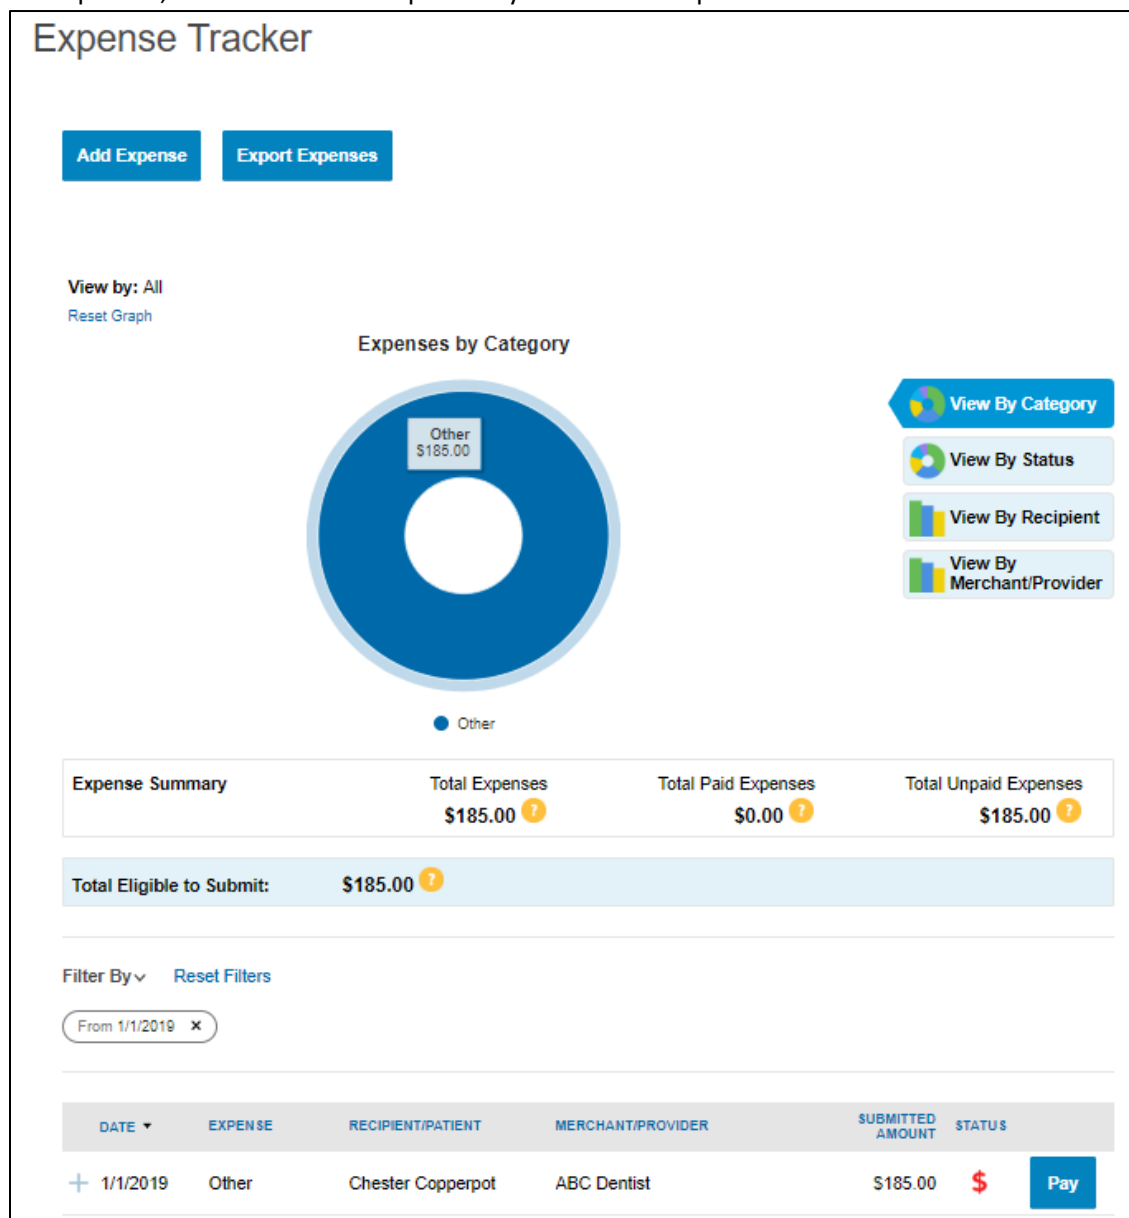 Expense Tracker
Add Expense
Export Expenses
View by: All
Reset Graph
Expenses by Category
Other
$185.00
View By Category
View By Status
View By Recipient
View By
Merchant/Provider
Other
Expense Summary
Total Expenses
$185.00 ?
Total Paid Expenses
$0.00 ?
Total Unpaid Expenses
$185.00 ?
Total Eligible to Submit: $185.00 ?
Filter By Reset Filters
From 1/1/2019 ×
DATE EXPENSE RECIPIENT/PATIENT MERCHANT/PROVIDER SUBMITTED AMOUNT STATUS
1/1/2019 Other Chester Copperpot ABC Dentist $185.00 $ Pay